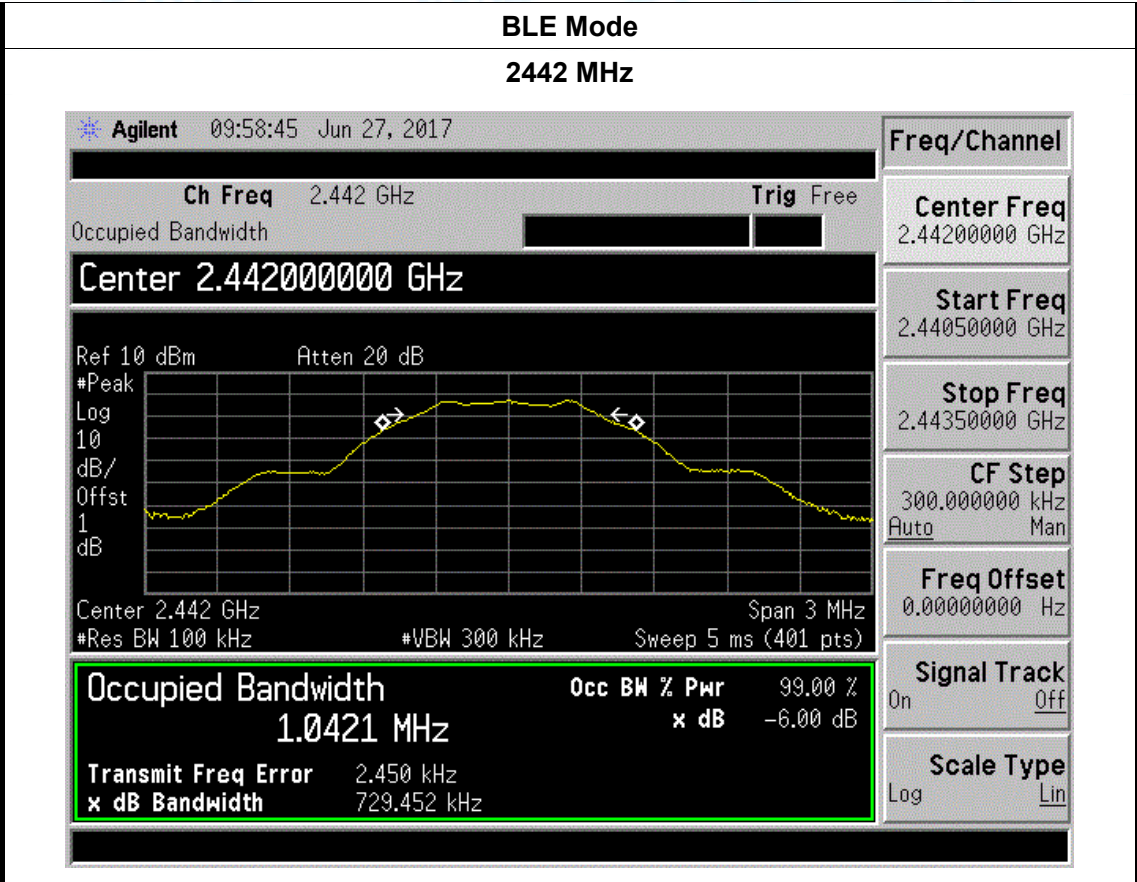 BLE Mode
2442 MHz
Agilent 09:58:45 Jun 27, 2017
Ch Freq 2.442 GHz Trig Free
Occupied Bandwidth
Center 2.442000000 GHz
Ref 10 dBm Atten 20 dB
#Peak
Log
10
dB/
Offst
1
dB
Center 2.442 GHz Span 3 MHz
#Res BW 100 kHz #VBW 300 kHz Sweep 5 ms (401 pts)
Occupied Bandwidth Occ BW % Pwr 99.00 %
1.0421 MHz x dB -6.00 dB
Transmit Freq Error 2.450 kHz
x dB Bandwidth 729.452 kHz
Freq/Channel
Center Freq
2.44200000 GHz
Start Freq
2.44050000 GHz
Stop Freq
2.44350000 GHz
CF Step
300.000000 kHz
Auto Man
Freq Offset
0.00000000 Hz
Signal Track
On Off
Scale Type
Log Lin